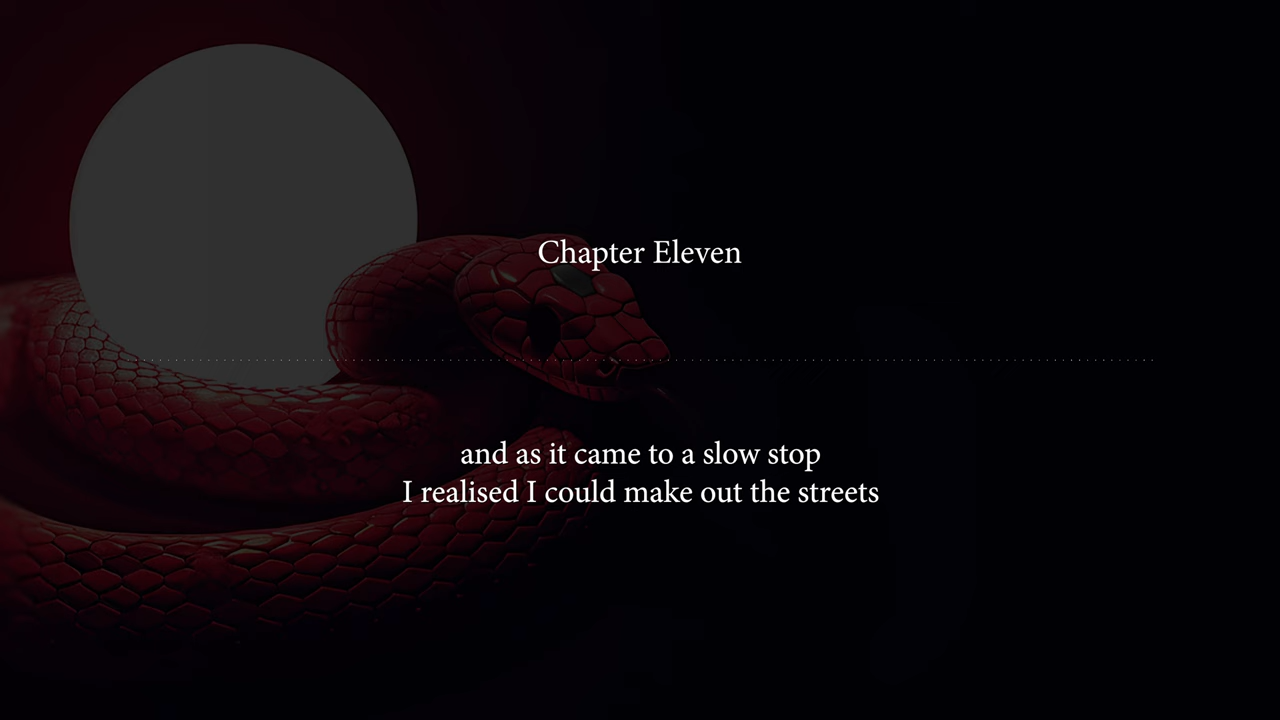 Chapter Eleven
and as it came to a slow stop
I realised I could make out the streets